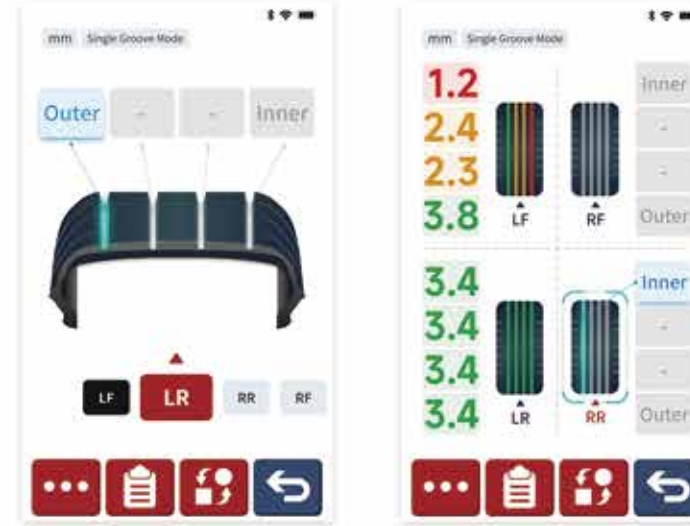 mm Single Groove Mode
Outer - - Inner
LF LR RR RF
mm Single Groove Mode
1.2 Inner
2.4 -
2.3 -
3.8 LF RF Outer
3.4 Inner
3.4 -
3.4 -
3.4 LR RR Outer